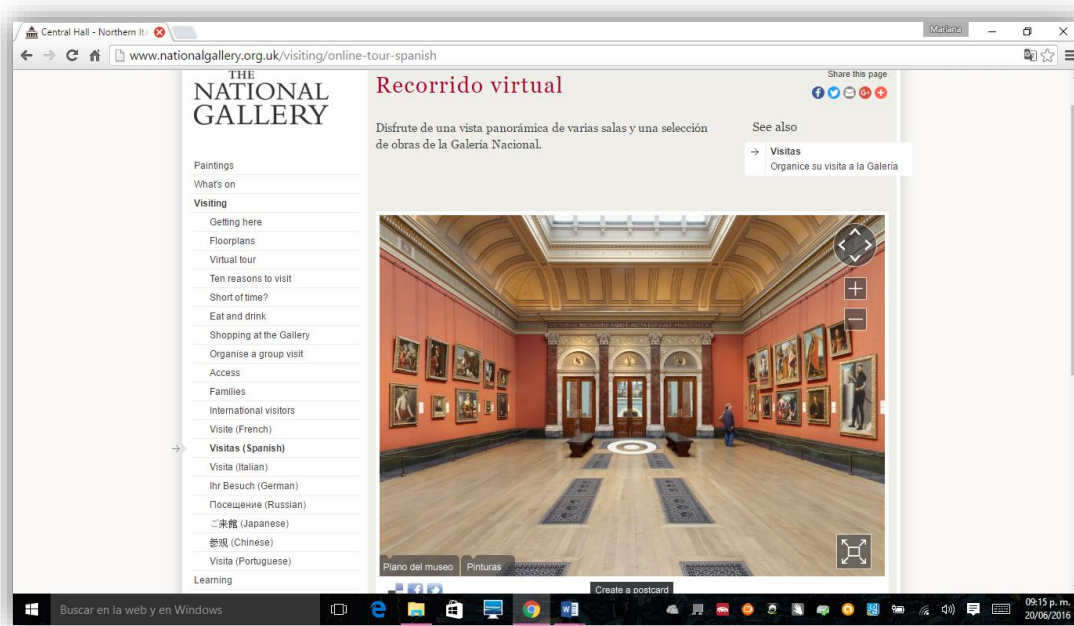 Central Hall - Northern Ita
Mariana
www.nationalgallery.org.uk/visiting/online-tour-spanish
THE
NATIONAL
GALLERY
Paintings
What's on
Visiting
Getting here
Floorplans
Virtual tour
Ten reasons to visit
Short of time?
Eat and drink
Shopping at the Gallery
Organise a group visit
Access
Families
International visitors
Visite (French)
Visitas (Spanish)
Visita (Italian)
Ihr Besuch (German)
Посещение (Russian)
ご来館 (Japanese)
参观 (Chinese)
Visita (Portuguese)
Learning
Recorrido virtual
Disfrute de una vista panorámica de varias salas y una selección
de obras de la Galería Nacional.
Share this page
See also
Visitas
Organice su visita a la Galería
Plano del museo
Pinturas
Create a postcard
Buscar en la web y en Windows
09:15 p. m.
20/06/2016